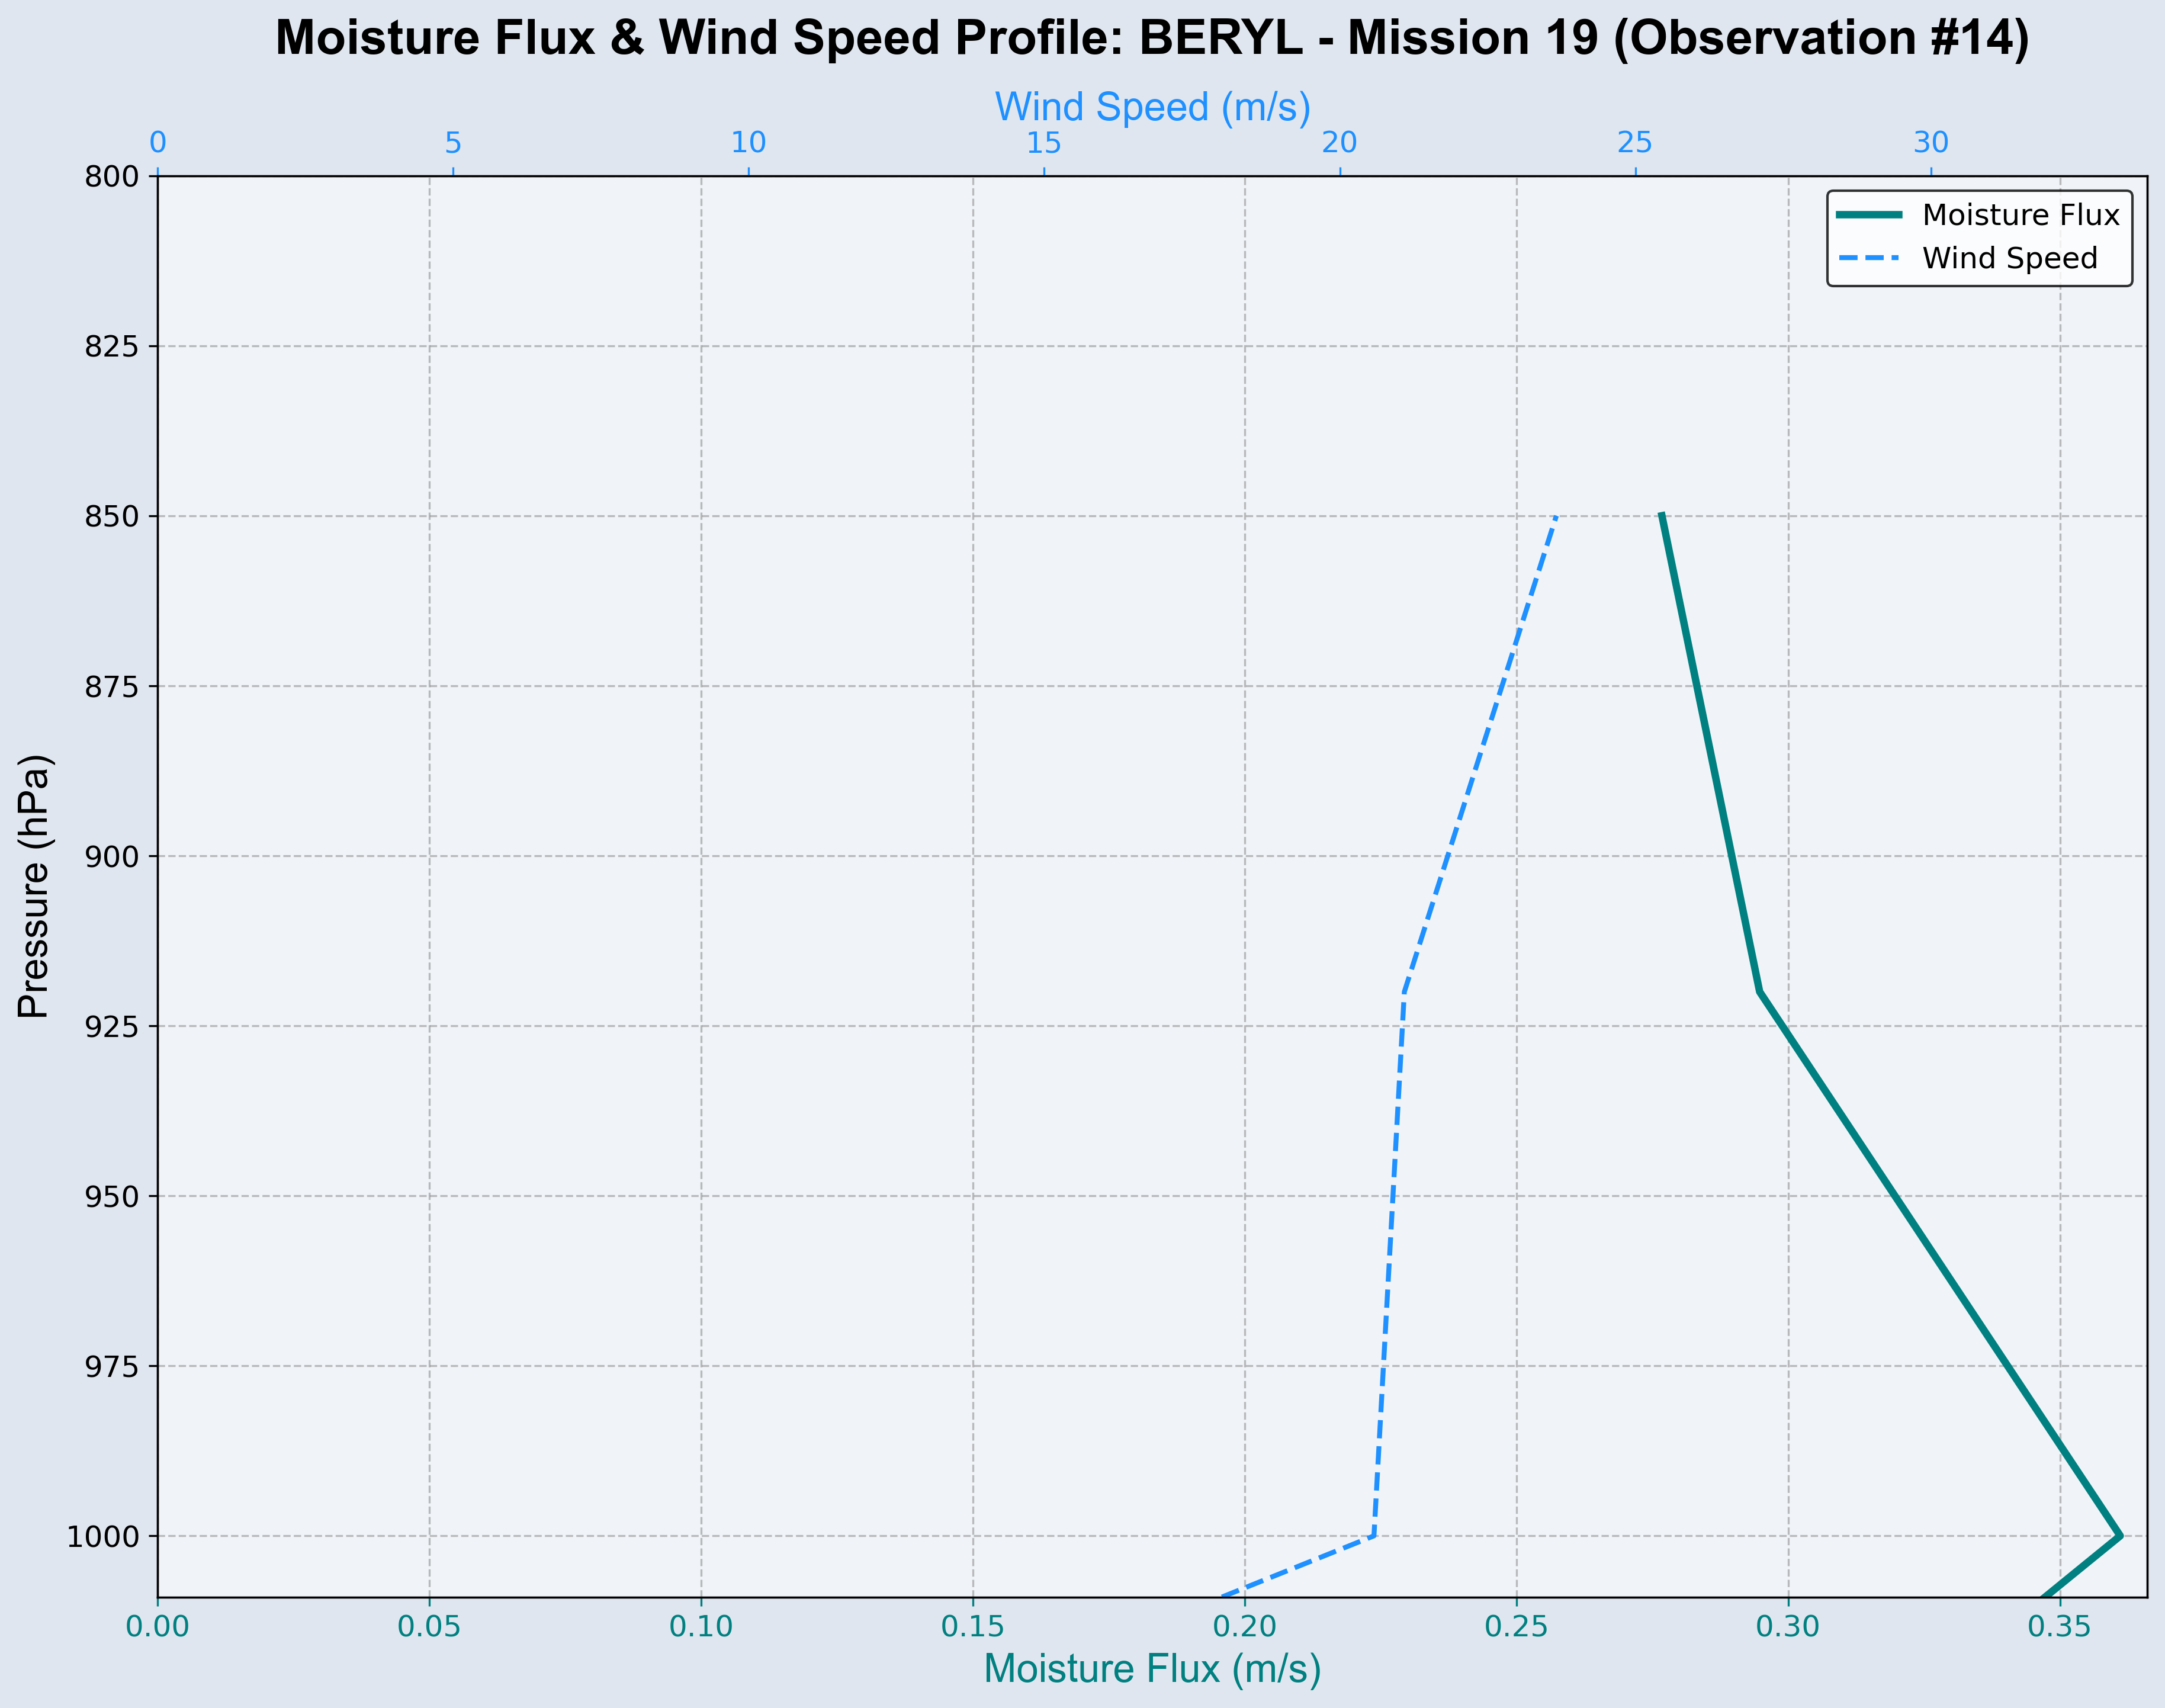 Moisture Flux & Wind Speed Profile: BERYL - Mission 19 (Observation #14)
Wind Speed (m/s)
0 5 10 15 20 25 30
Moisture Flux
Wind Speed
800
825
850
875
900
925
950
975
1000
Pressure (hPa)
0.00 0.05 0.10 0.15 0.20 0.25 0.30 0.35
Moisture Flux (m/s)